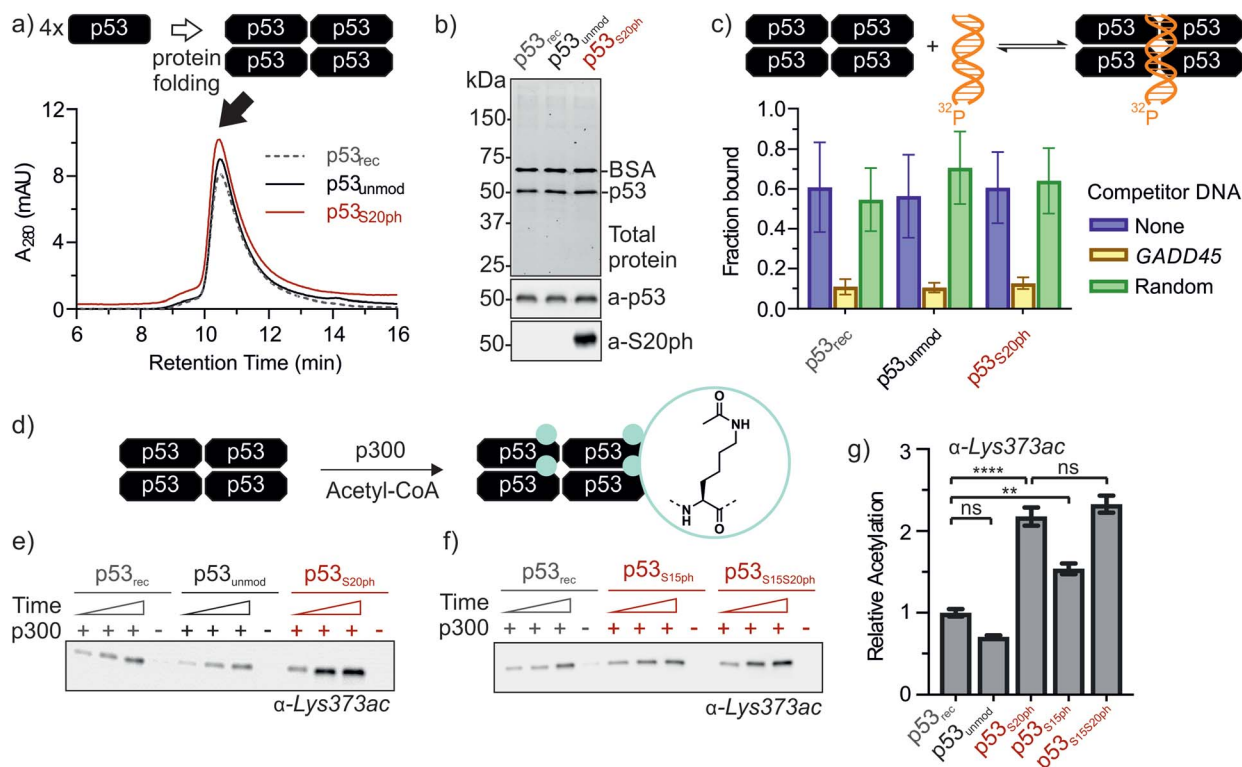 a)
4x p53
protein
folding
p53 p53
p53 p53
A280 (mAU)
12
8
4
0
6 8 10 12 14 16
Retention Time (min)
p53rec
p53unmod
p53S20ph
b)
p53rec
p53unmod
p53S20ph
kDa
150
75
50
37
25
BSA
p53
Total
protein
50 a-p53
50 a-S20ph
c)
p53 p53
p53 p53
+
32P
p53 p53
p53 p53
32P
Fraction bound
1.0
0.8
0.6
0.4
0.2
0.0
p53rec
p53unmod
p53S20ph
Competitor DNA
None
GADD45
Random
d)
p53 p53
p53 p53
p300
Acetyl-CoA
p53 p53
p53 p53
O
NH
N
H
O
e)
p53rec p53unmod p53S20ph
Time
p300 + + + - + + + - + + + -
α-Lys373ac
f)
p53rec p53S15ph p53S15S20ph
Time
p300 + + + - + + + - + + + -
α-Lys373ac
g)
α-Lys373ac
**** ns
**
ns
Relative Acetylation
3
2
1
0
p53rec
p53unmod
p53S20ph
p53S15ph
p53S15S20ph